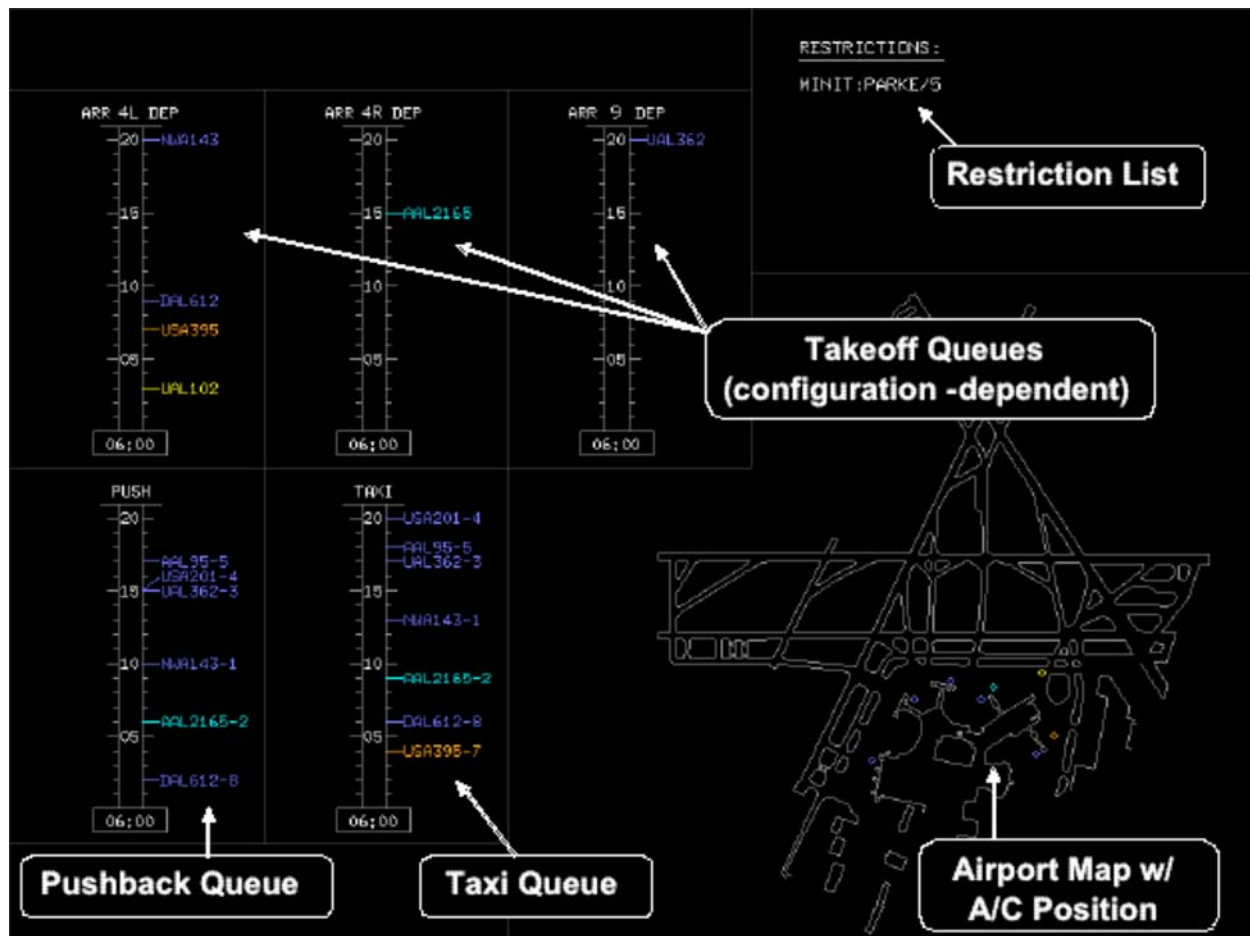 RESTRICTIONS:
MINIT:PARKE/5
Restriction List
ARR 4L DEP
20 NWA143
15
10
DAL612
USA395
05
UAL102
06:00
ARR 4R DEP
20
15 AAL2165
10
05
06:00
ARR 9 DEP
20 UAL362
15
10
05
06:00
Takeoff Queues
(configuration -dependent)
PUSH
20
AAL95-5
USA201-4
15 UAL362-3
10 NWA143-1
AAL2165-2
05
DAL612-8
06:00
TAXI
20 USA201-4
AAL95-5
UAL362-3
15
NWA143-1
10
AAL2165-2
DAL612-8
05
USA395-7
06:00
Pushback Queue
Taxi Queue
Airport Map w/
A/C Position